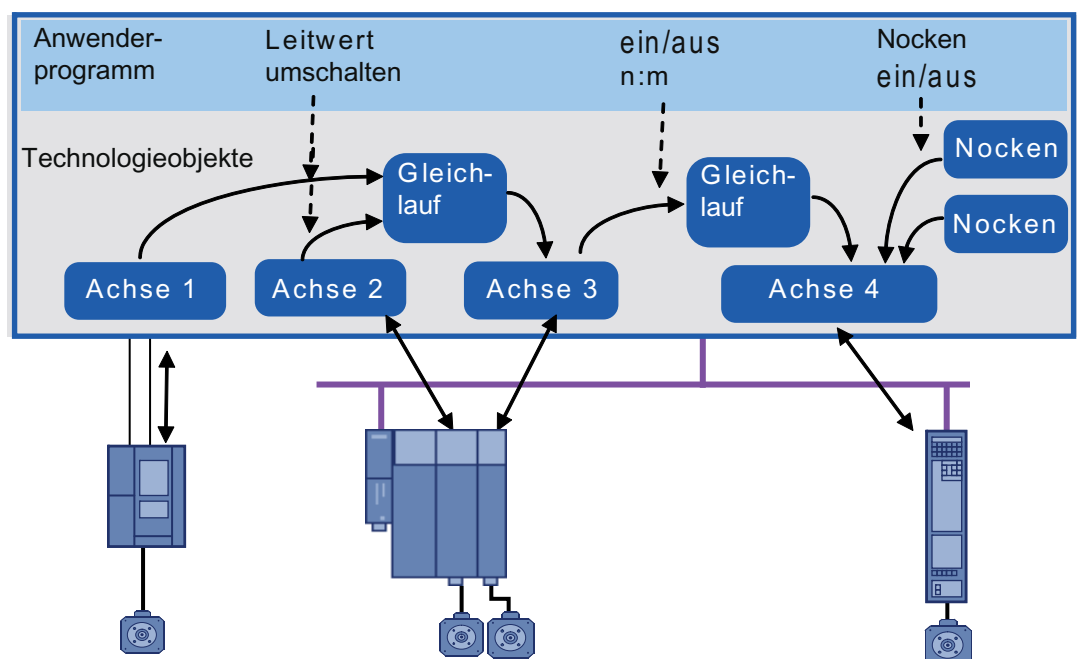 Anwender-
programm
Leitwert
umschalten
ein/aus
n:m
Nocken
ein/aus
Technologieobjekte
Gleich-
lauf
Gleich-
lauf
Nocken
Nocken
Achse 1
Achse 2
Achse 3
Achse 4